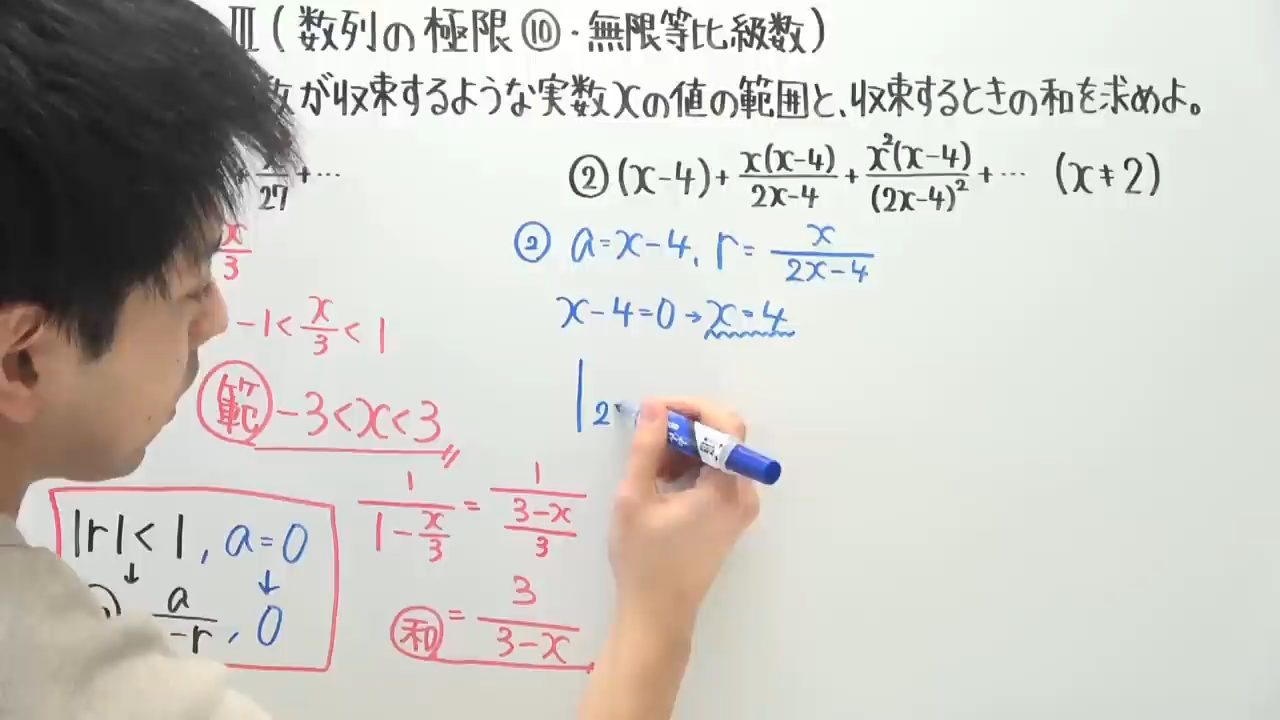 Ⅲ(数列の極限⑩・無限等比級数)
数が収束するような実数xの値の範囲と、収束するときの和を求めよ。
+ x/27 + …
② (x-4) + x(x-4)/2x-4 + x²(x-4)/(2x-4)² + … (x≠2)
x/3
-1 < x/3 < 1
範 -3<x<3
1/1-x/3 = 1/3-x/3
和 = 3/3-x
|r|<1, a=0
↓ ↓
a/-r, 0
② a=x-4, r= x/2x-4
x-4=0→x=4
|2